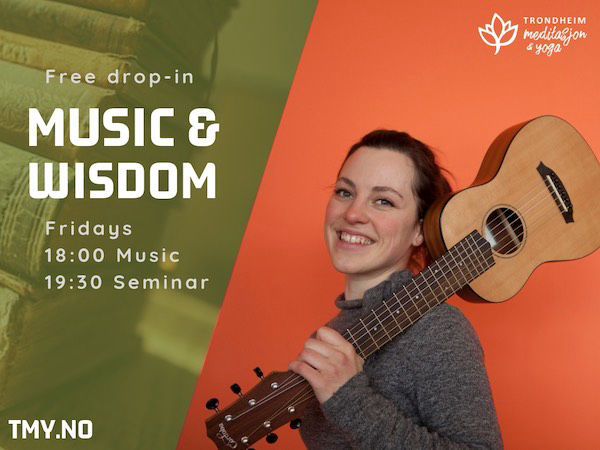 Free drop-in
MUSIC &
WISDOM
Fridays
18:00 Music
19:30 Seminar
TMY.NO
TRONDHEIM
meditasjon
& yoga